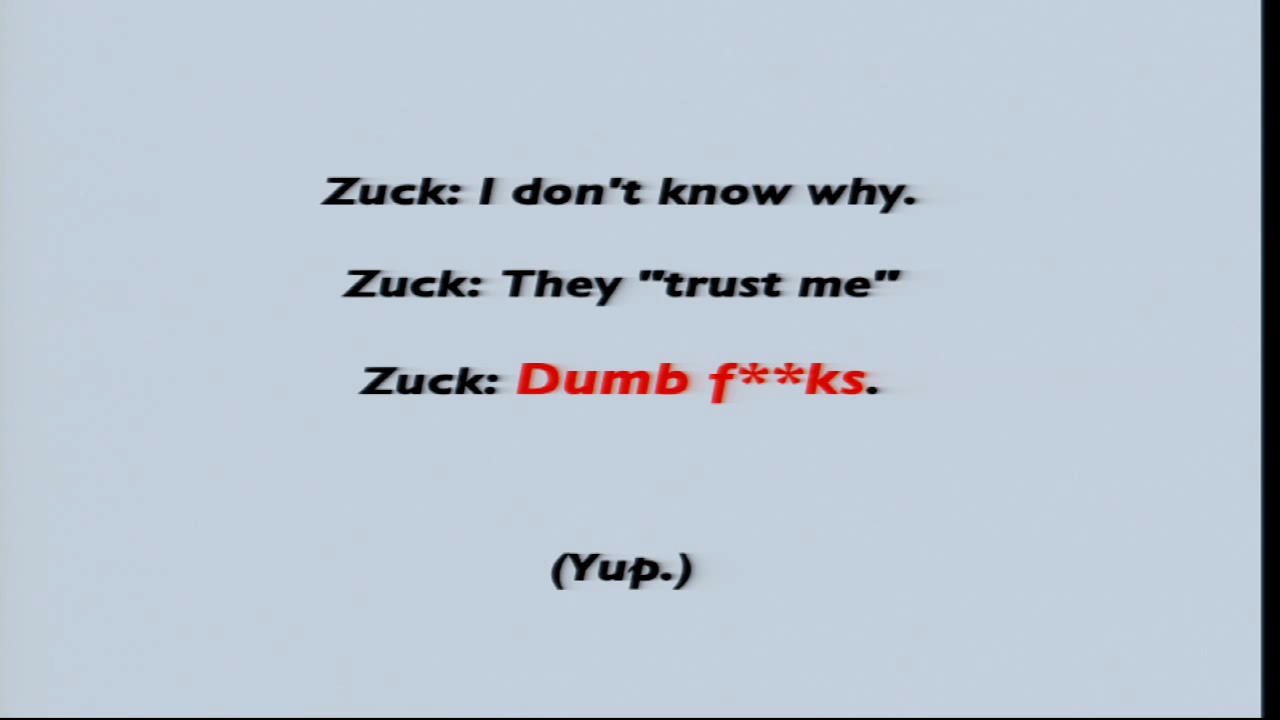 Zuck: I don't know why.
Zuck: They "trust me"
Zuck: Dumb f**ks.
(Yup.)